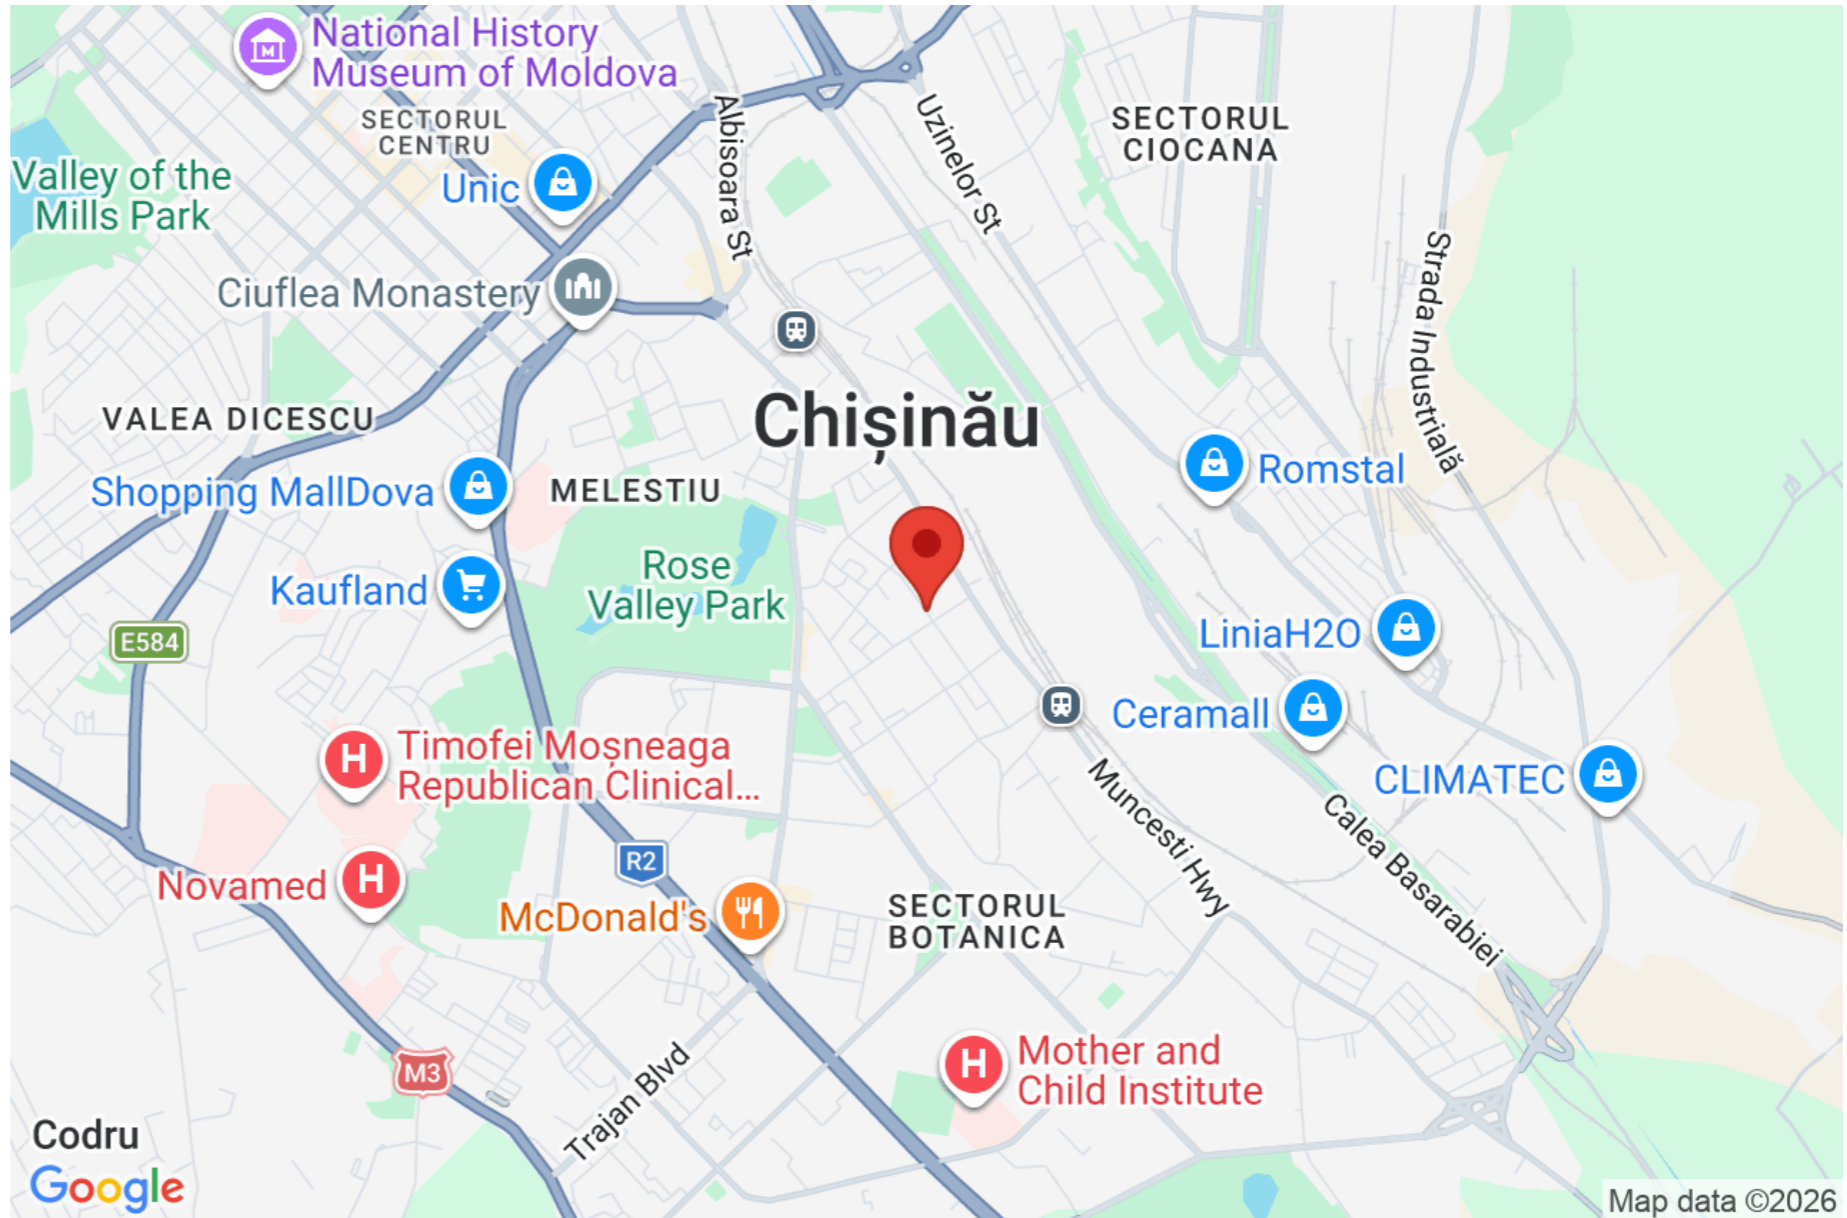 National History
Museum of Moldova
SECTORUL
CENTRU
Albisoara St
Uzinelor St
SECTORUL
CIOCANA
Valley of the
Mills Park
Unic
Ciuflea Monastery
Strada Industrială
Chișinău
VALEA DICESCU
Shopping MallDova
MELESTIU
Romstal
Rose
Valley Park
Kaufland
E584
LiniaH2O
Ceramall
Timofei Moșneaga
Republican Clinical...
H
CLIMATEC
Muncesti Hwy
Calea Basarabiei
R2
Novamed
H
McDonald's
SECTORUL
BOTANICA
M3
Trajan Blvd
H
Mother and
Child Institute
Codru
Google
Map data ©2026